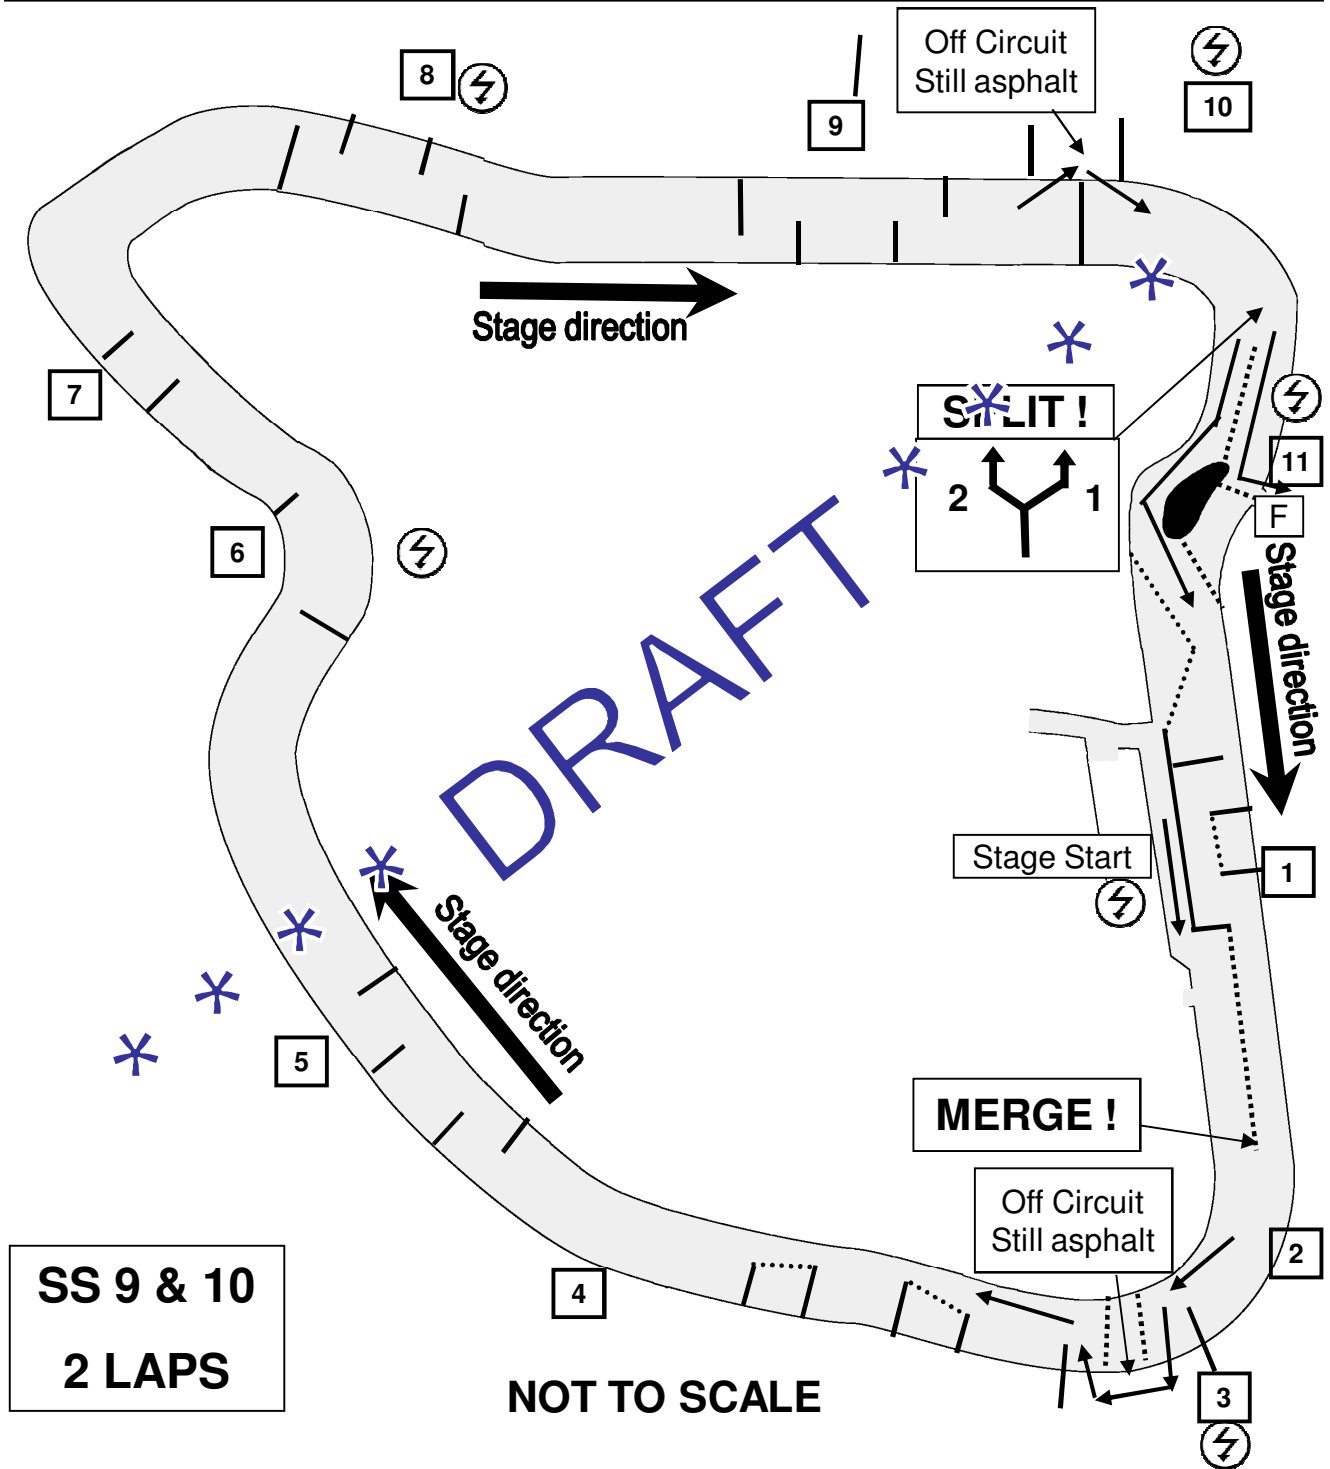 8
Off Circuit
Still asphalt
10
9
Stage direction
7
SPLIT !
2 1
11
F
Stage direction
6
* * * * DRAFT * * * *
Stage Start
1
Stage direction
5
MERGE !
Off Circuit
Still asphalt
2
4
SS 9 & 10
2 LAPS
NOT TO SCALE
3